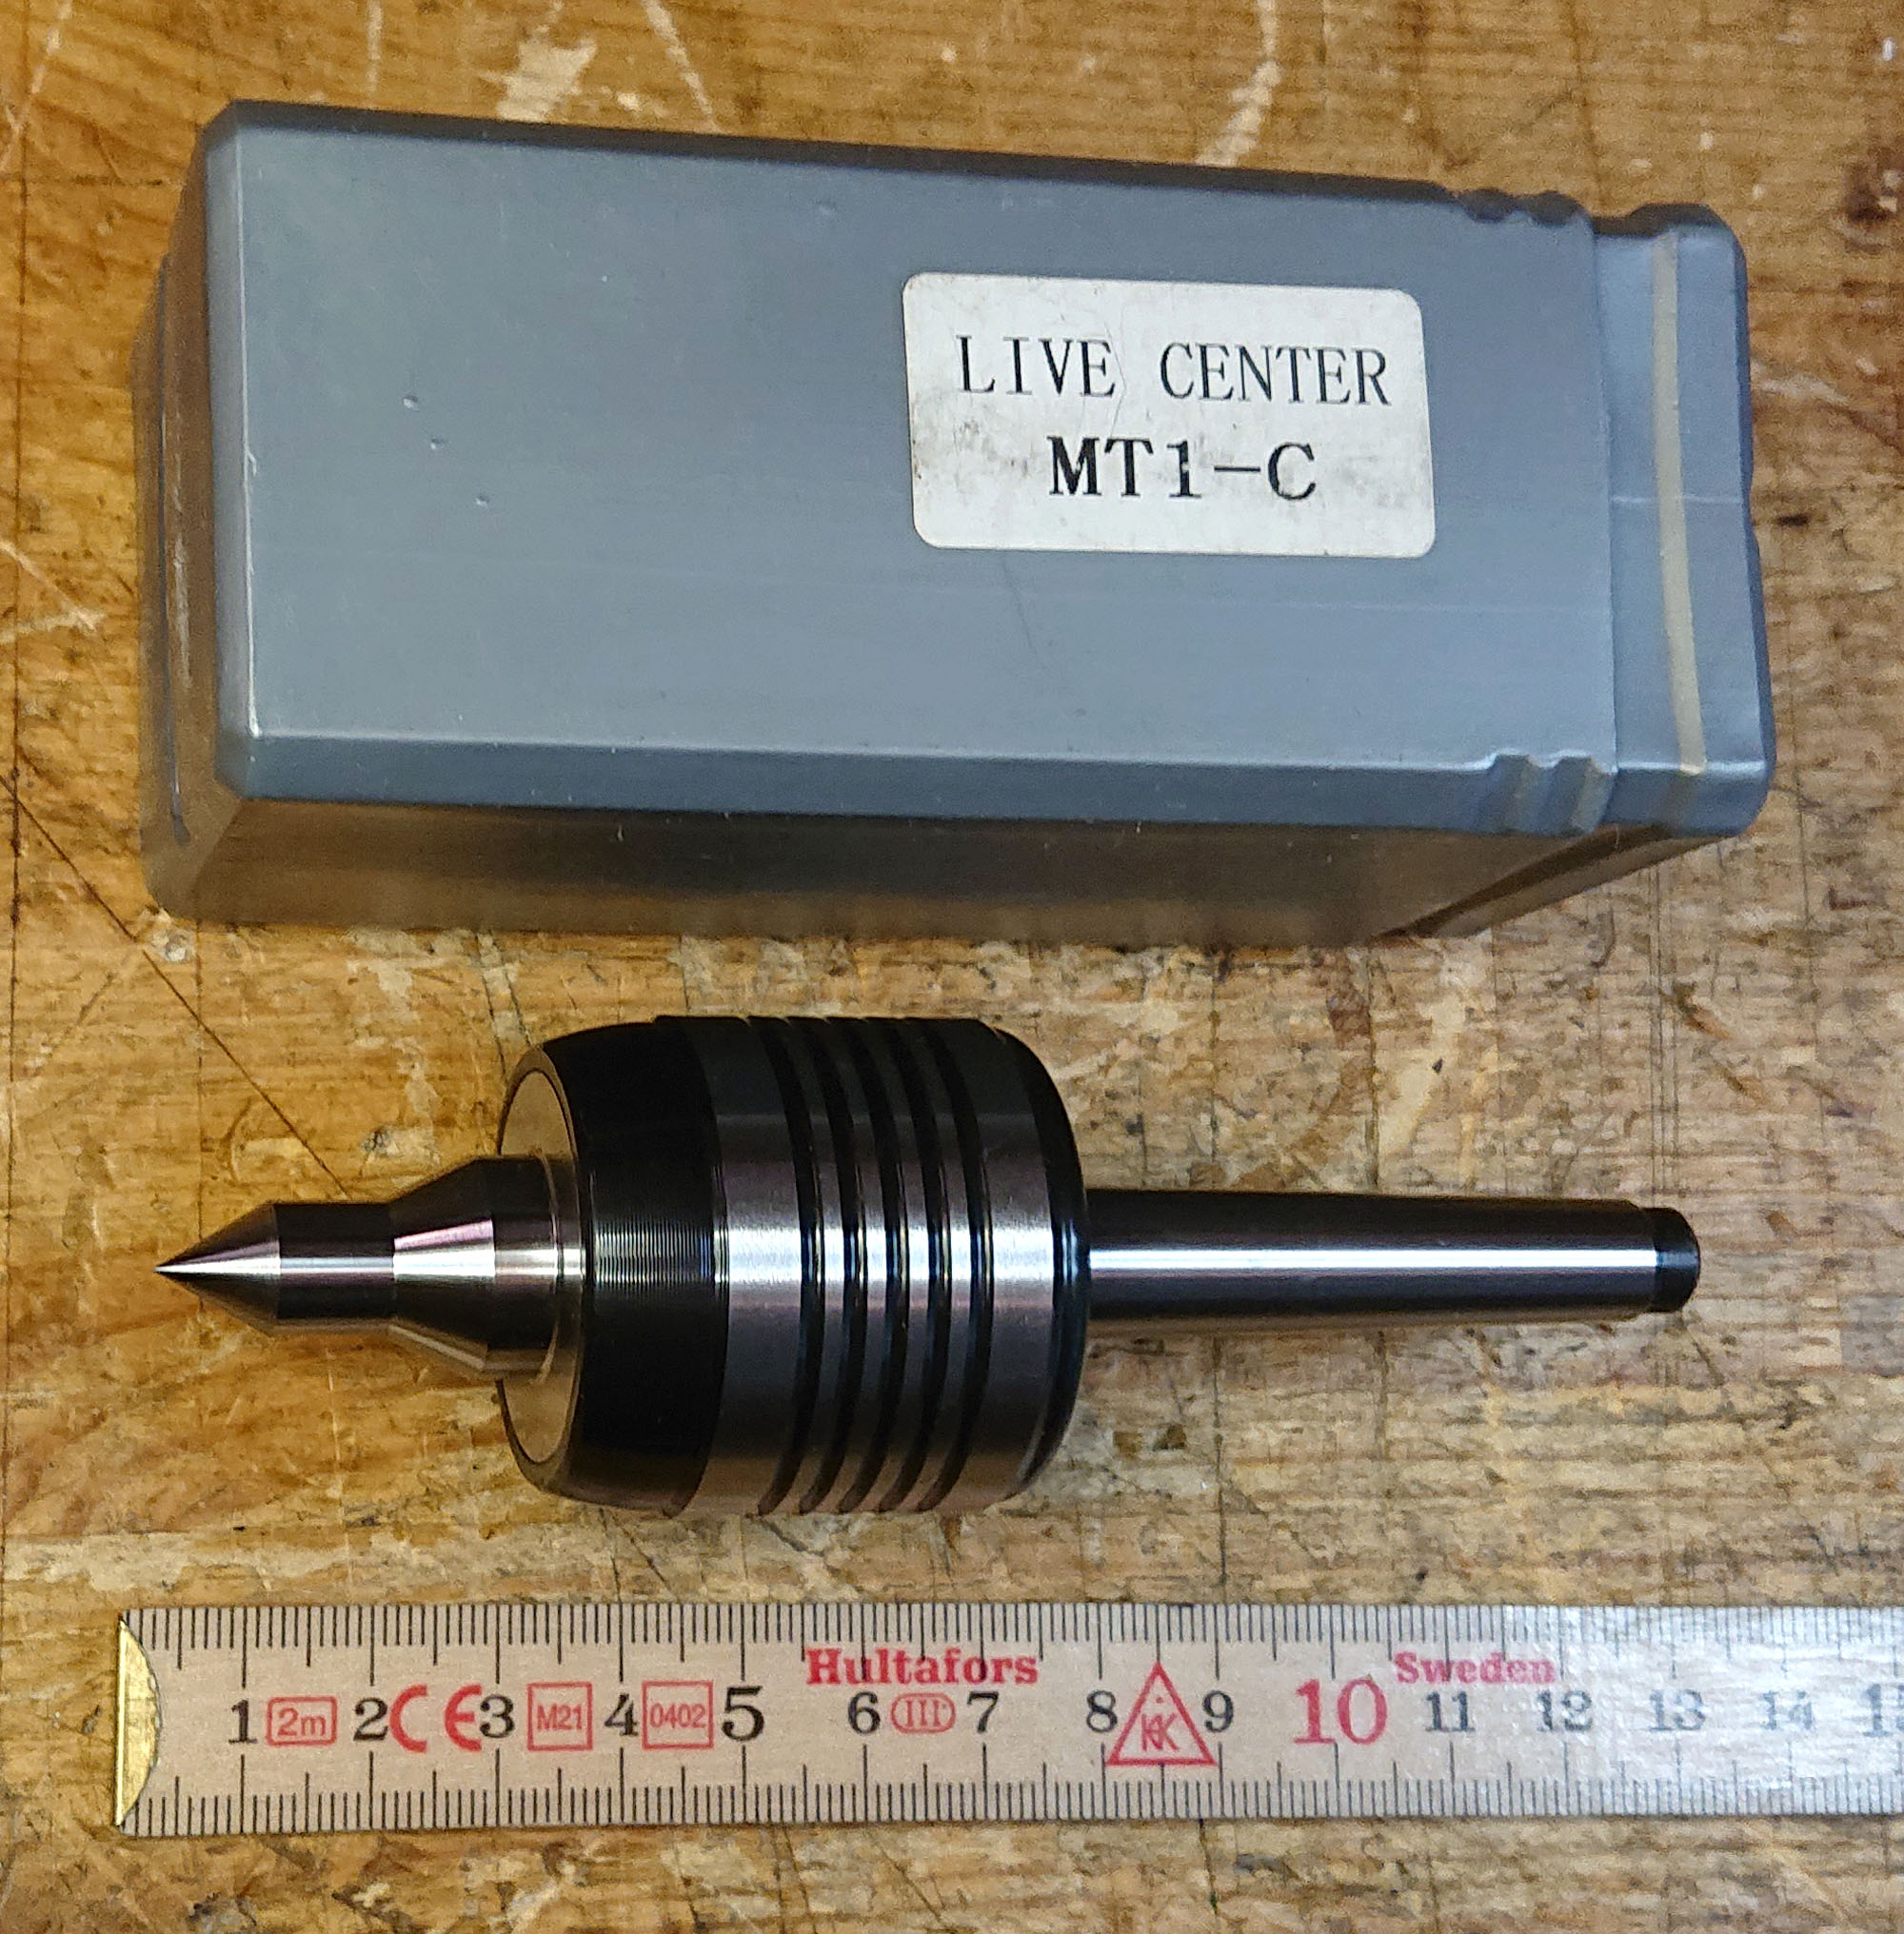 LIVE CENTER
MT1-C
Hultafors Sweden
1 2m 2 CE 3 M21 4 0402 5 6 III 7 8 9 10 11 12 13 14